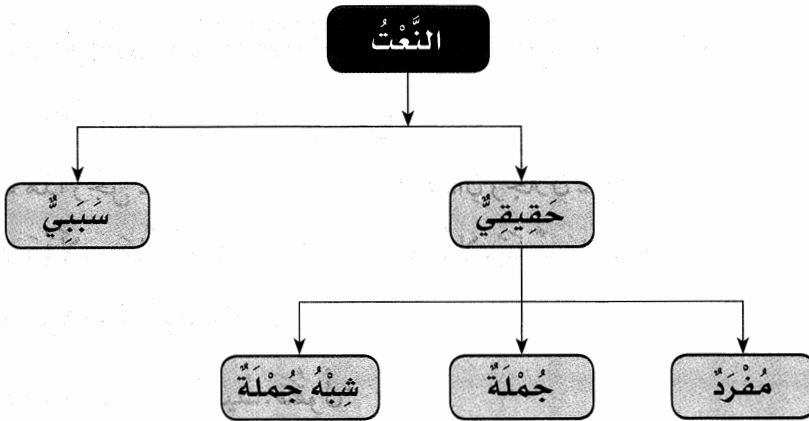 النَّعْتُ
حَقِيقِيٌّ
سَبَبِيٌّ
مُفْرَدٌ
جُمْلَةٌ
شِبْهُ جُمْلَةٌ